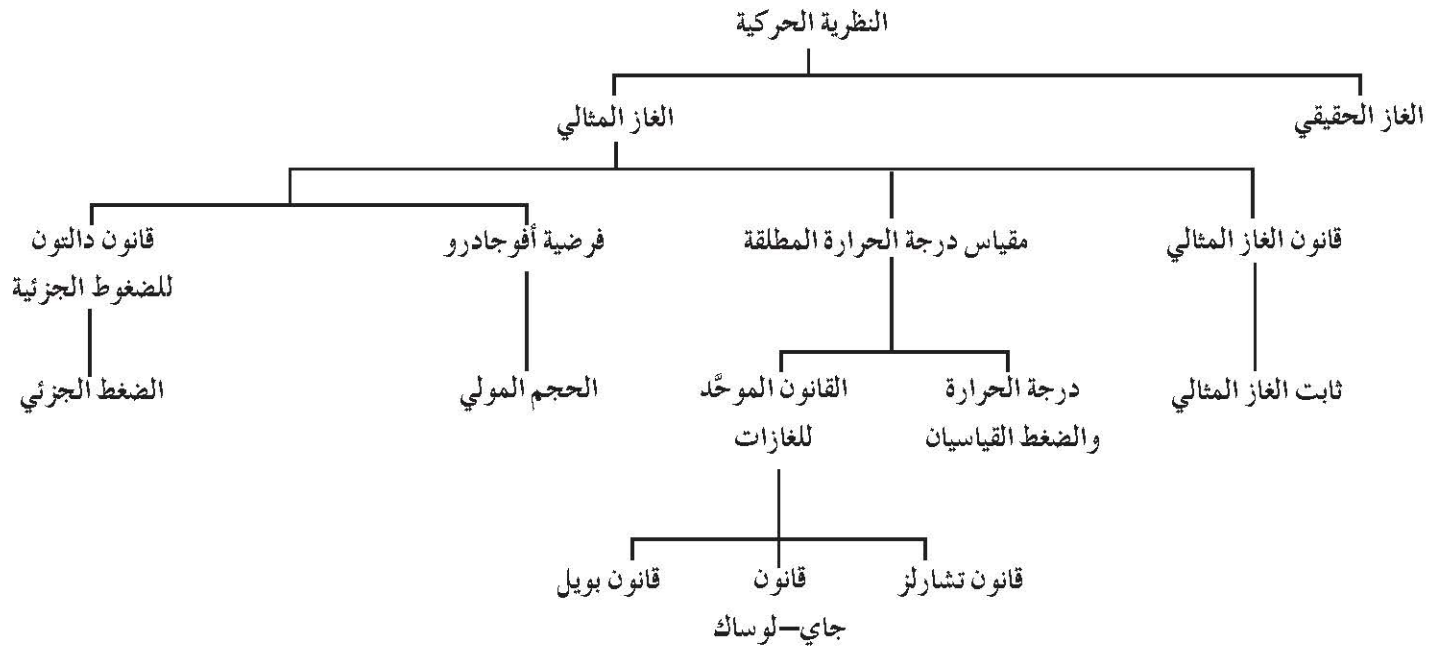 النظرية الحركية
الغاز الحقيقي
الغاز المثالي
قانون الغاز المثالي
مقياس درجة الحرارة المطلقة
فرضية أفوجادرو
قانون دالتون
للضغوط الجزئية
ثابت الغاز المثالي
درجة الحرارة
والضغط القياسيان
القانون الموحَّد
للغازات
الحجم المولي
الضغط الجزئي
قانون تشارلز
قانون
جاي–لوساك
قانون بويل